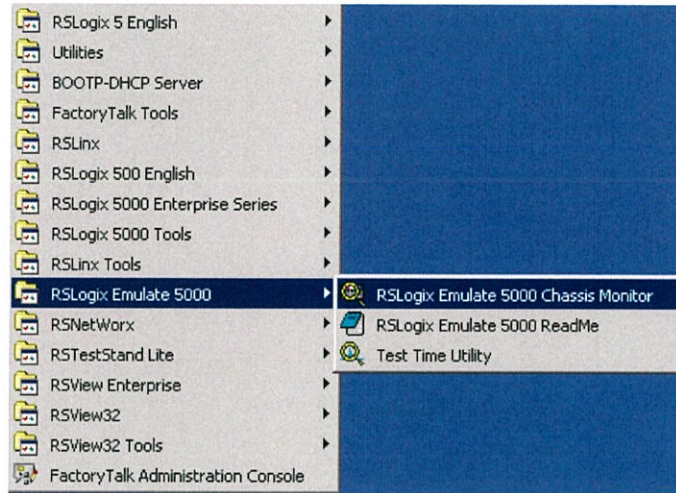 RSLogix 5 English
Utilities
BOOTP-DHCP Server
FactoryTalk Tools
RSLinx
RSLogix 500 English
RSLogix 5000 Enterprise Series
RSLogix 5000 Tools
RSLinx Tools
RSLogix Emulate 5000
RSLogix Emulate 5000 Chassis Monitor
RSNetWorx
RSLogix Emulate 5000 ReadMe
RSTestStand Lite
Test Time Utility
RSView Enterprise
RSView32
RSView32 Tools
FactoryTalk Administration Console